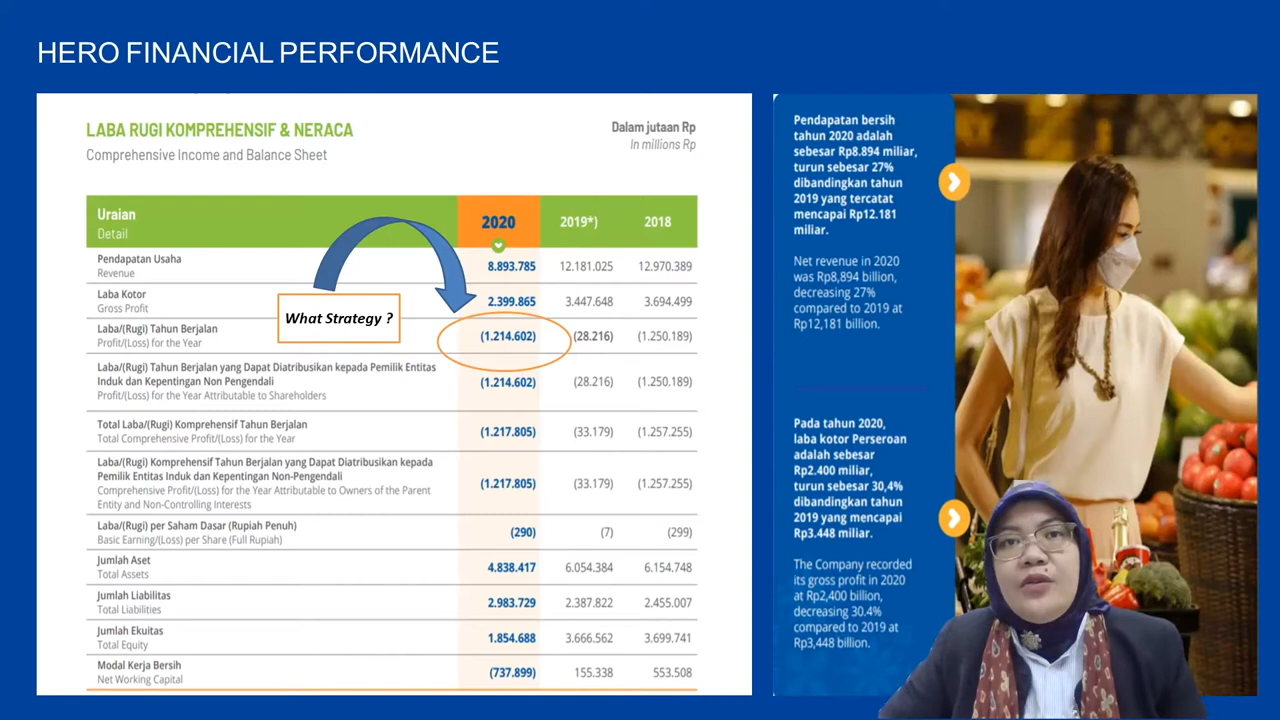 HERO FINANCIAL PERFORMANCE
LABA RUGI KOMPREHENSIF & NERACA
Comprehensive Income and Balance Sheet
Dalam jutaan Rp
In millions Rp
Uraian
Detail
2020
2019*)
2018
Pendapatan Usaha
Revenue
8.893.785
12.181.025
12.970.389
Laba Kotor
Gross Profit
2.399.865
3.447.648
3.694.499
What Strategy ?
Laba/(Rugi) Tahun Berjalan
Profit/(Loss) for the Year
(1.214.602)
(28.216)
(1.250.189)
Laba/(Rugi) Tahun Berjalan yang Dapat Diatribusikan kepada Pemilik Entitas
Induk dan Kepentingan Non Pengendali
Profit/(Loss) for the Year Attributable to Shareholders
(1.214.602)
(28.216)
(1.250.189)
Total Laba/(Rugi) Komprehensif Tahun Berjalan
Total Comprehensive Profit/(Loss) for the Year
(1.217.805)
(33.179)
(1.257.255)
Laba/(Rugi) Komprehensif Tahun Berjalan yang Dapat Diatribusikan kepada
Pemilik Entitas Induk dan Kepentingan Non-Pengendali
Comprehensive Profit/(Loss) for the Year Attributable to Owners of the Parent
Entity and Non-Controlling Interests
(1.217.805)
(33.179)
(1.257.255)
Laba/(Rugi) per Saham Dasar (Rupiah Penuh)
Basic Earning/(Loss) per Share (Full Rupiah)
(290)
(7)
(299)
Jumlah Aset
Total Assets
4.838.417
6.054.384
6.154.748
Jumlah Liabilitas
Total Liabilities
2.983.729
2.387.822
2.455.007
Jumlah Ekuitas
Total Equity
1.854.688
3.666.562
3.699.741
Modal Kerja Bersih
Net Working Capital
(737.899)
155.338
553.508
Pendapatan bersih
tahun 2020 adalah
sebesar Rp8.894 miliar,
turun sebesar 27%
dibandingkan tahun
2019 yang tercatat
mencapai Rp12.181
miliar.
Net revenue in 2020
was Rp8,894 billion,
decreasing 27%
compared to 2019 at
Rp12,181 billion.
Pada tahun 2020,
laba kotor Perseroan
adalah sebesar
Rp2.400 miliar,
turun sebesar 30,4%
dibandingkan tahun
2019 yang mencapai
Rp3.448 miliar.
The Company recorded
its gross profit in 2020
at Rp2,400 billion,
decreasing 30.4%
compared to 2019 at
Rp3,448 billion.